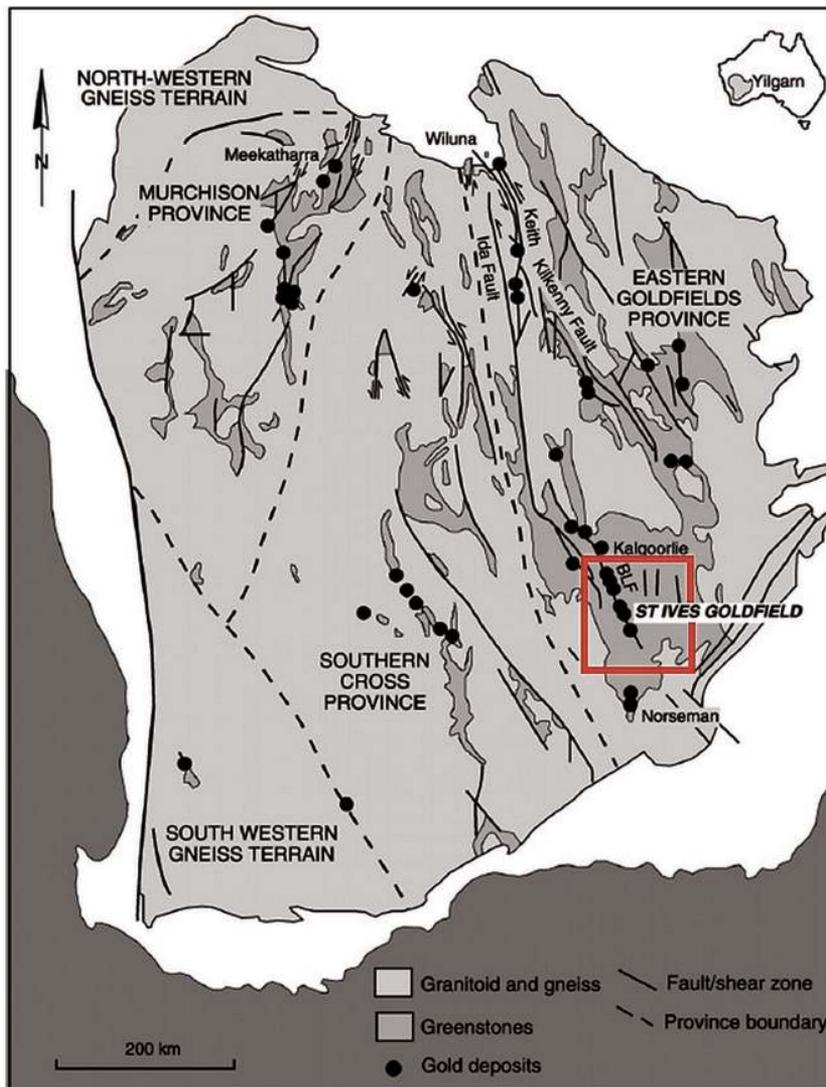 NORTH-WESTERN
GNEISS TERRAIN
Yilgarn
N
Meekatharra
Wiluna
MURCHISON
PROVINCE
Keith
Ida Fault
Kilkenny Fault
EASTERN
GOLDFIELDS
PROVINCE
Kalgoorlie
BLF
ST IVES GOLDFIELD
SOUTHERN
CROSS
PROVINCE
Norseman
SOUTH WESTERN
GNEISS TERRAIN
Granitoid and gneiss
Fault/shear zone
Greenstones
Province boundary
200 km
Gold deposits